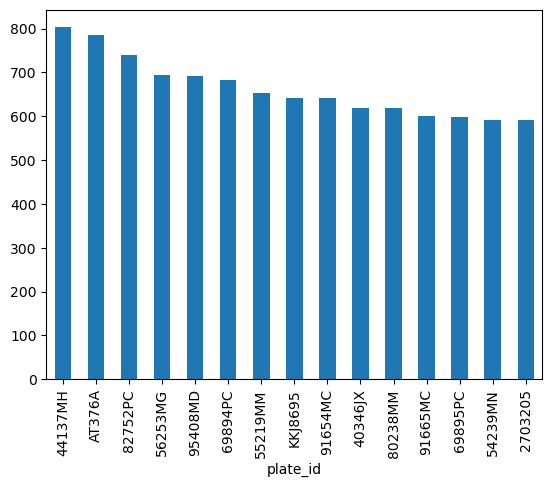 800
700
600
500
400
300
200
100
0
44137MH
AT376A
82752PC
56253MG
95408MD
69894PC
55219MM
KKJ8695
91654MC
40346JX
80238MM
91665MC
69895PC
54239MN
2703205
plate_id